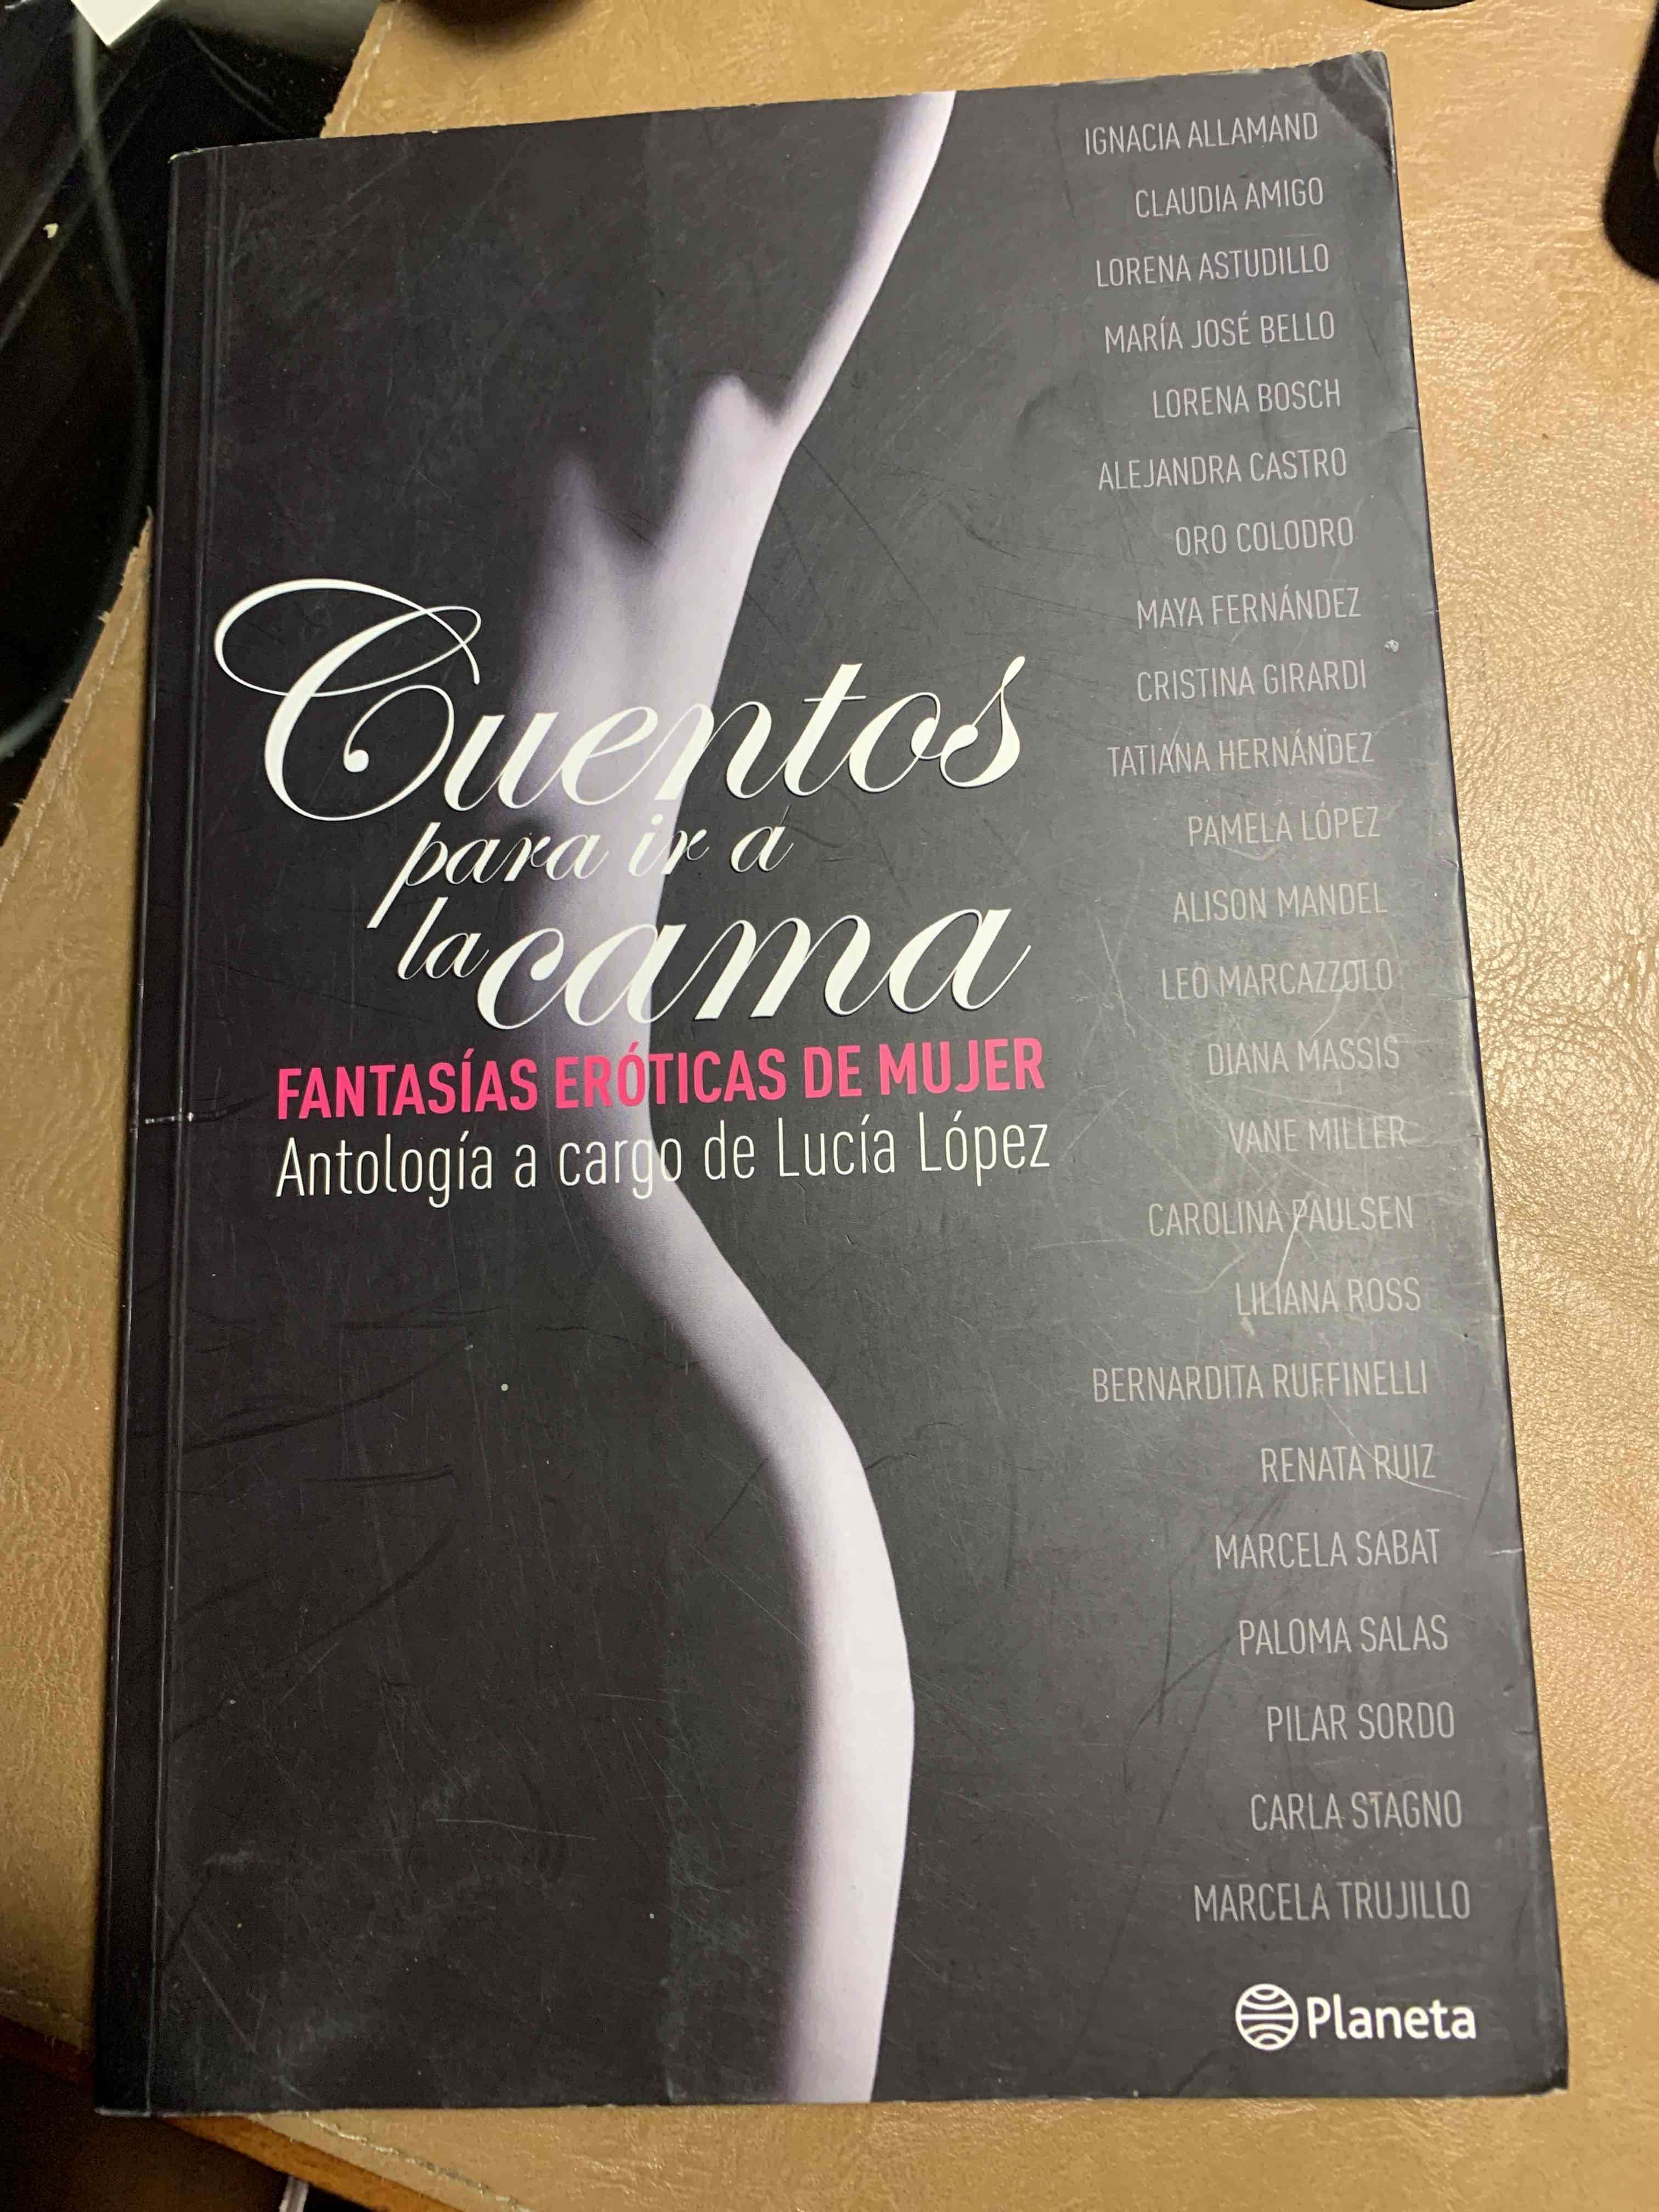 Cuentos
para ir a
la cama
FANTASÍAS ERÓTICAS DE MUJER
Antología a cargo de Lucía López
IGNACIA ALLAMAND
CLAUDIA AMIGO
LORENA ASTUDILLO
MARÍA JOSÉ BELLO
LORENA BOSCH
ALEJANDRA CASTRO
ORO COLODRO
MAYA FERNÁNDEZ
CRISTINA GIRARDI
TATIANA HERNÁNDEZ
PAMELA LÓPEZ
ALISON MANDEL
LEO MARCAZZOLO
DIANA MASSIS
VANE MILLER
CAROLINA PAULSEN
LILIANA ROSS
BERNARDITA RUFFINELLI
RENATA RUIZ
MARCELA SABAT
PALOMA SALAS
PILAR SORDO
CARLA STAGNO
MARCELA TRUJILLO
Planeta